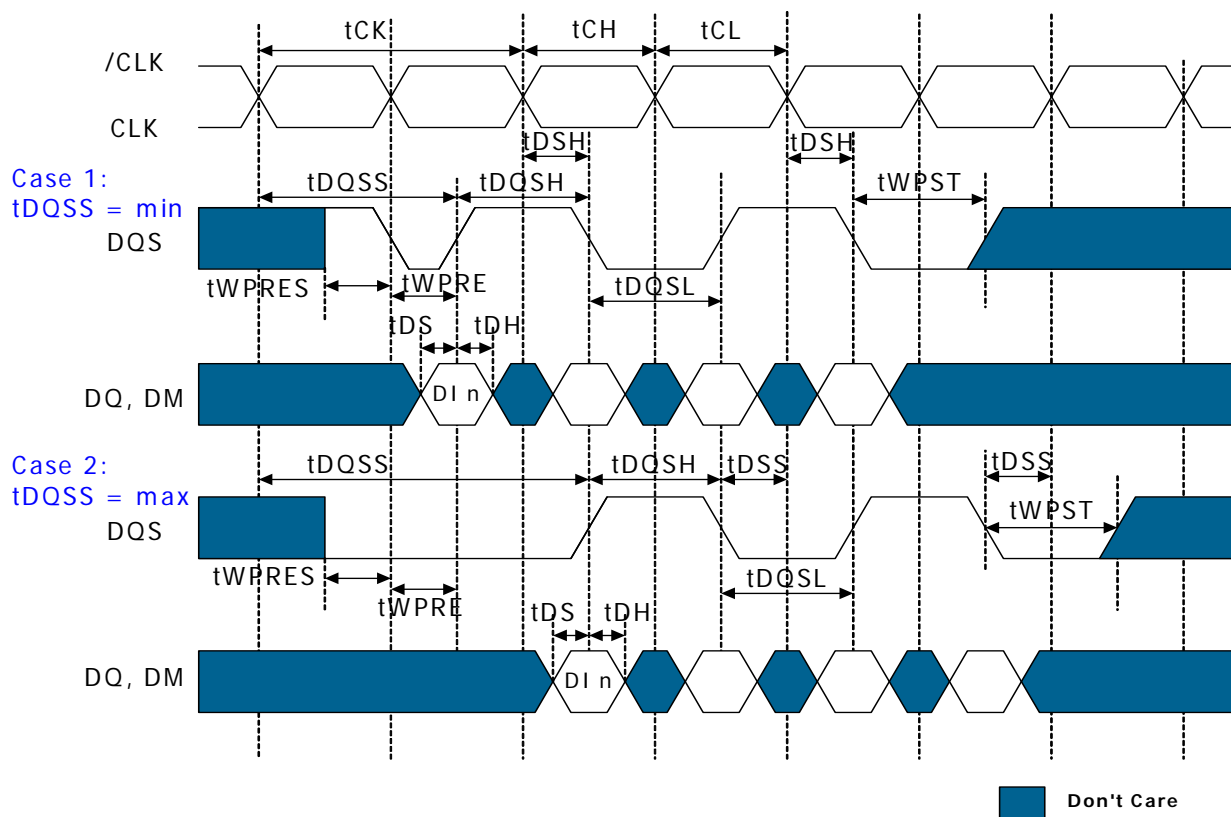 tCK
tCH
tCL
/CLK
CLK
tDSH
tDSH
Case 1:
tDQSS = min
tDQSS
tDQSH
tWPST
DQS
tWPRES
tWPRE
tDQSL
tDS
tDH
DQ, DM
DI n
Case 2:
tDQSS = max
tDQSS
tDQSH
tDSS
tDSS
DQS
tWPST
tWPRES
tWPRE
tDQSL
tDS
tDH
DQ, DM
DI n
Don't Care